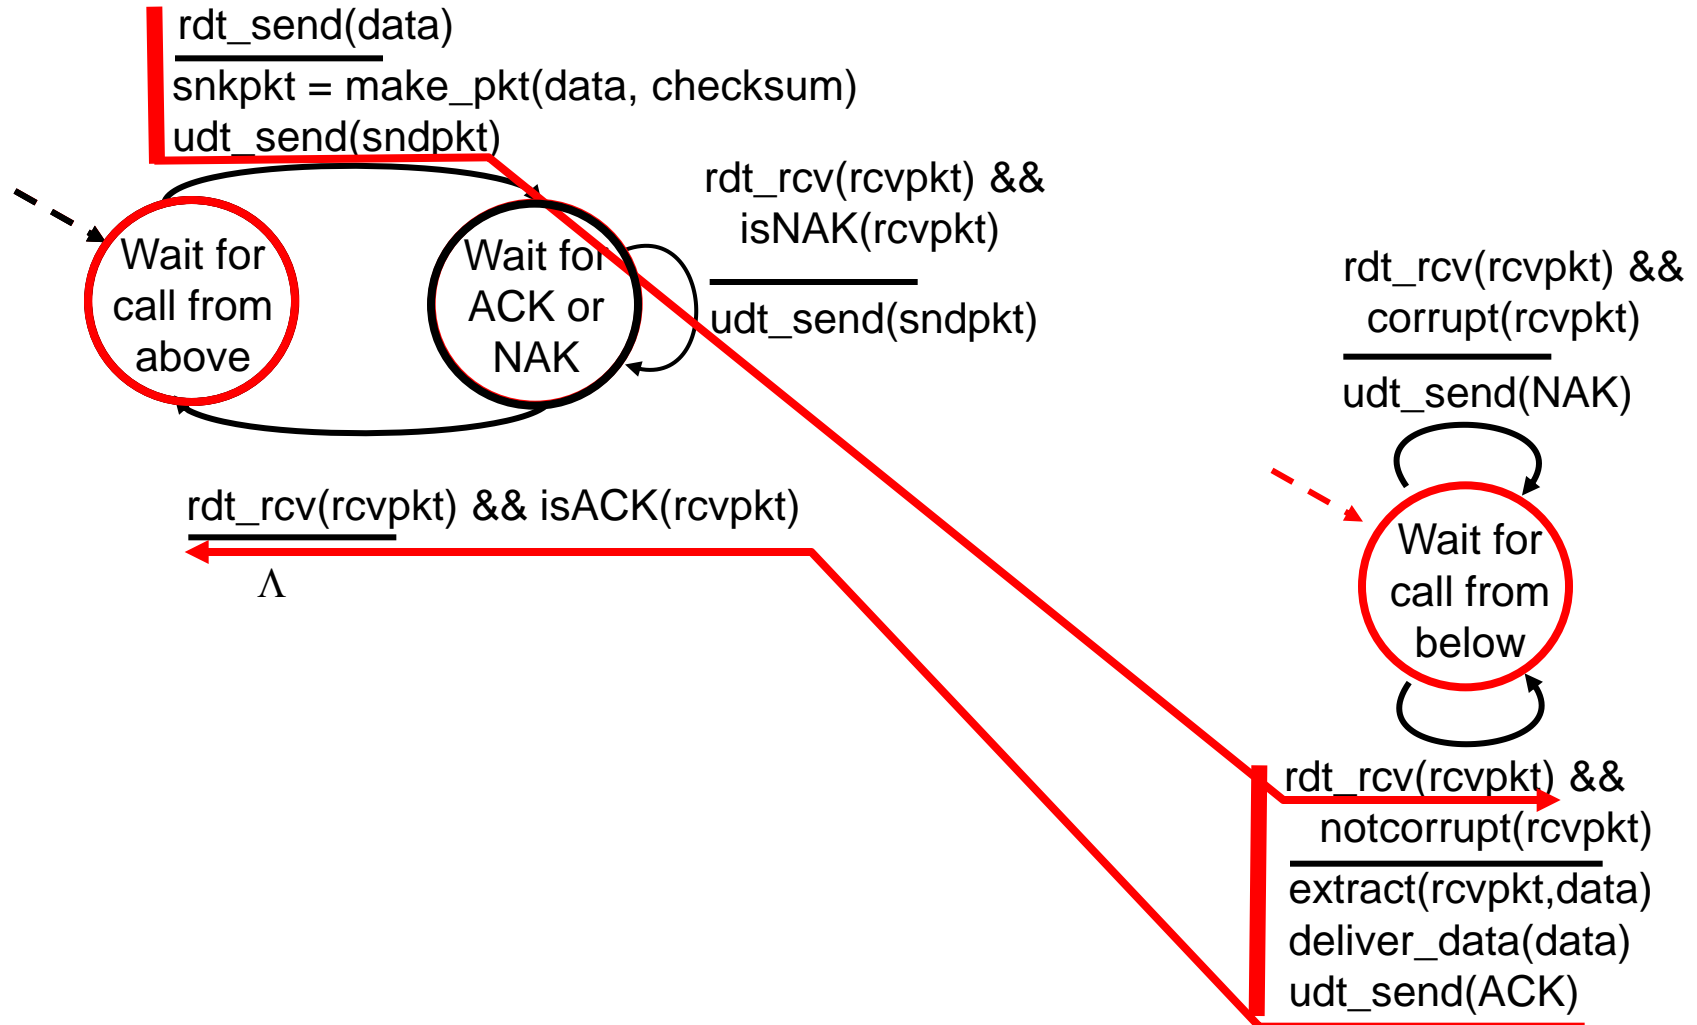 rdt_send(data)
snkpkt = make_pkt(data, checksum)
udt_send(sndpkt)
Wait for
call from
above
Wait for
ACK or
NAK
rdt_rcv(rcvpkt) &&
isNAK(rcvpkt)
udt_send(sndpkt)
rdt_rcv(rcvpkt) && isACK(rcvpkt)
Λ
rdt_rcv(rcvpkt) &&
corrupt(rcvpkt)
udt_send(NAK)
Wait for
call from
below
rdt_rcv(rcvpkt) &&
notcorrupt(rcvpkt)
extract(rcvpkt,data)
deliver_data(data)
udt_send(ACK)